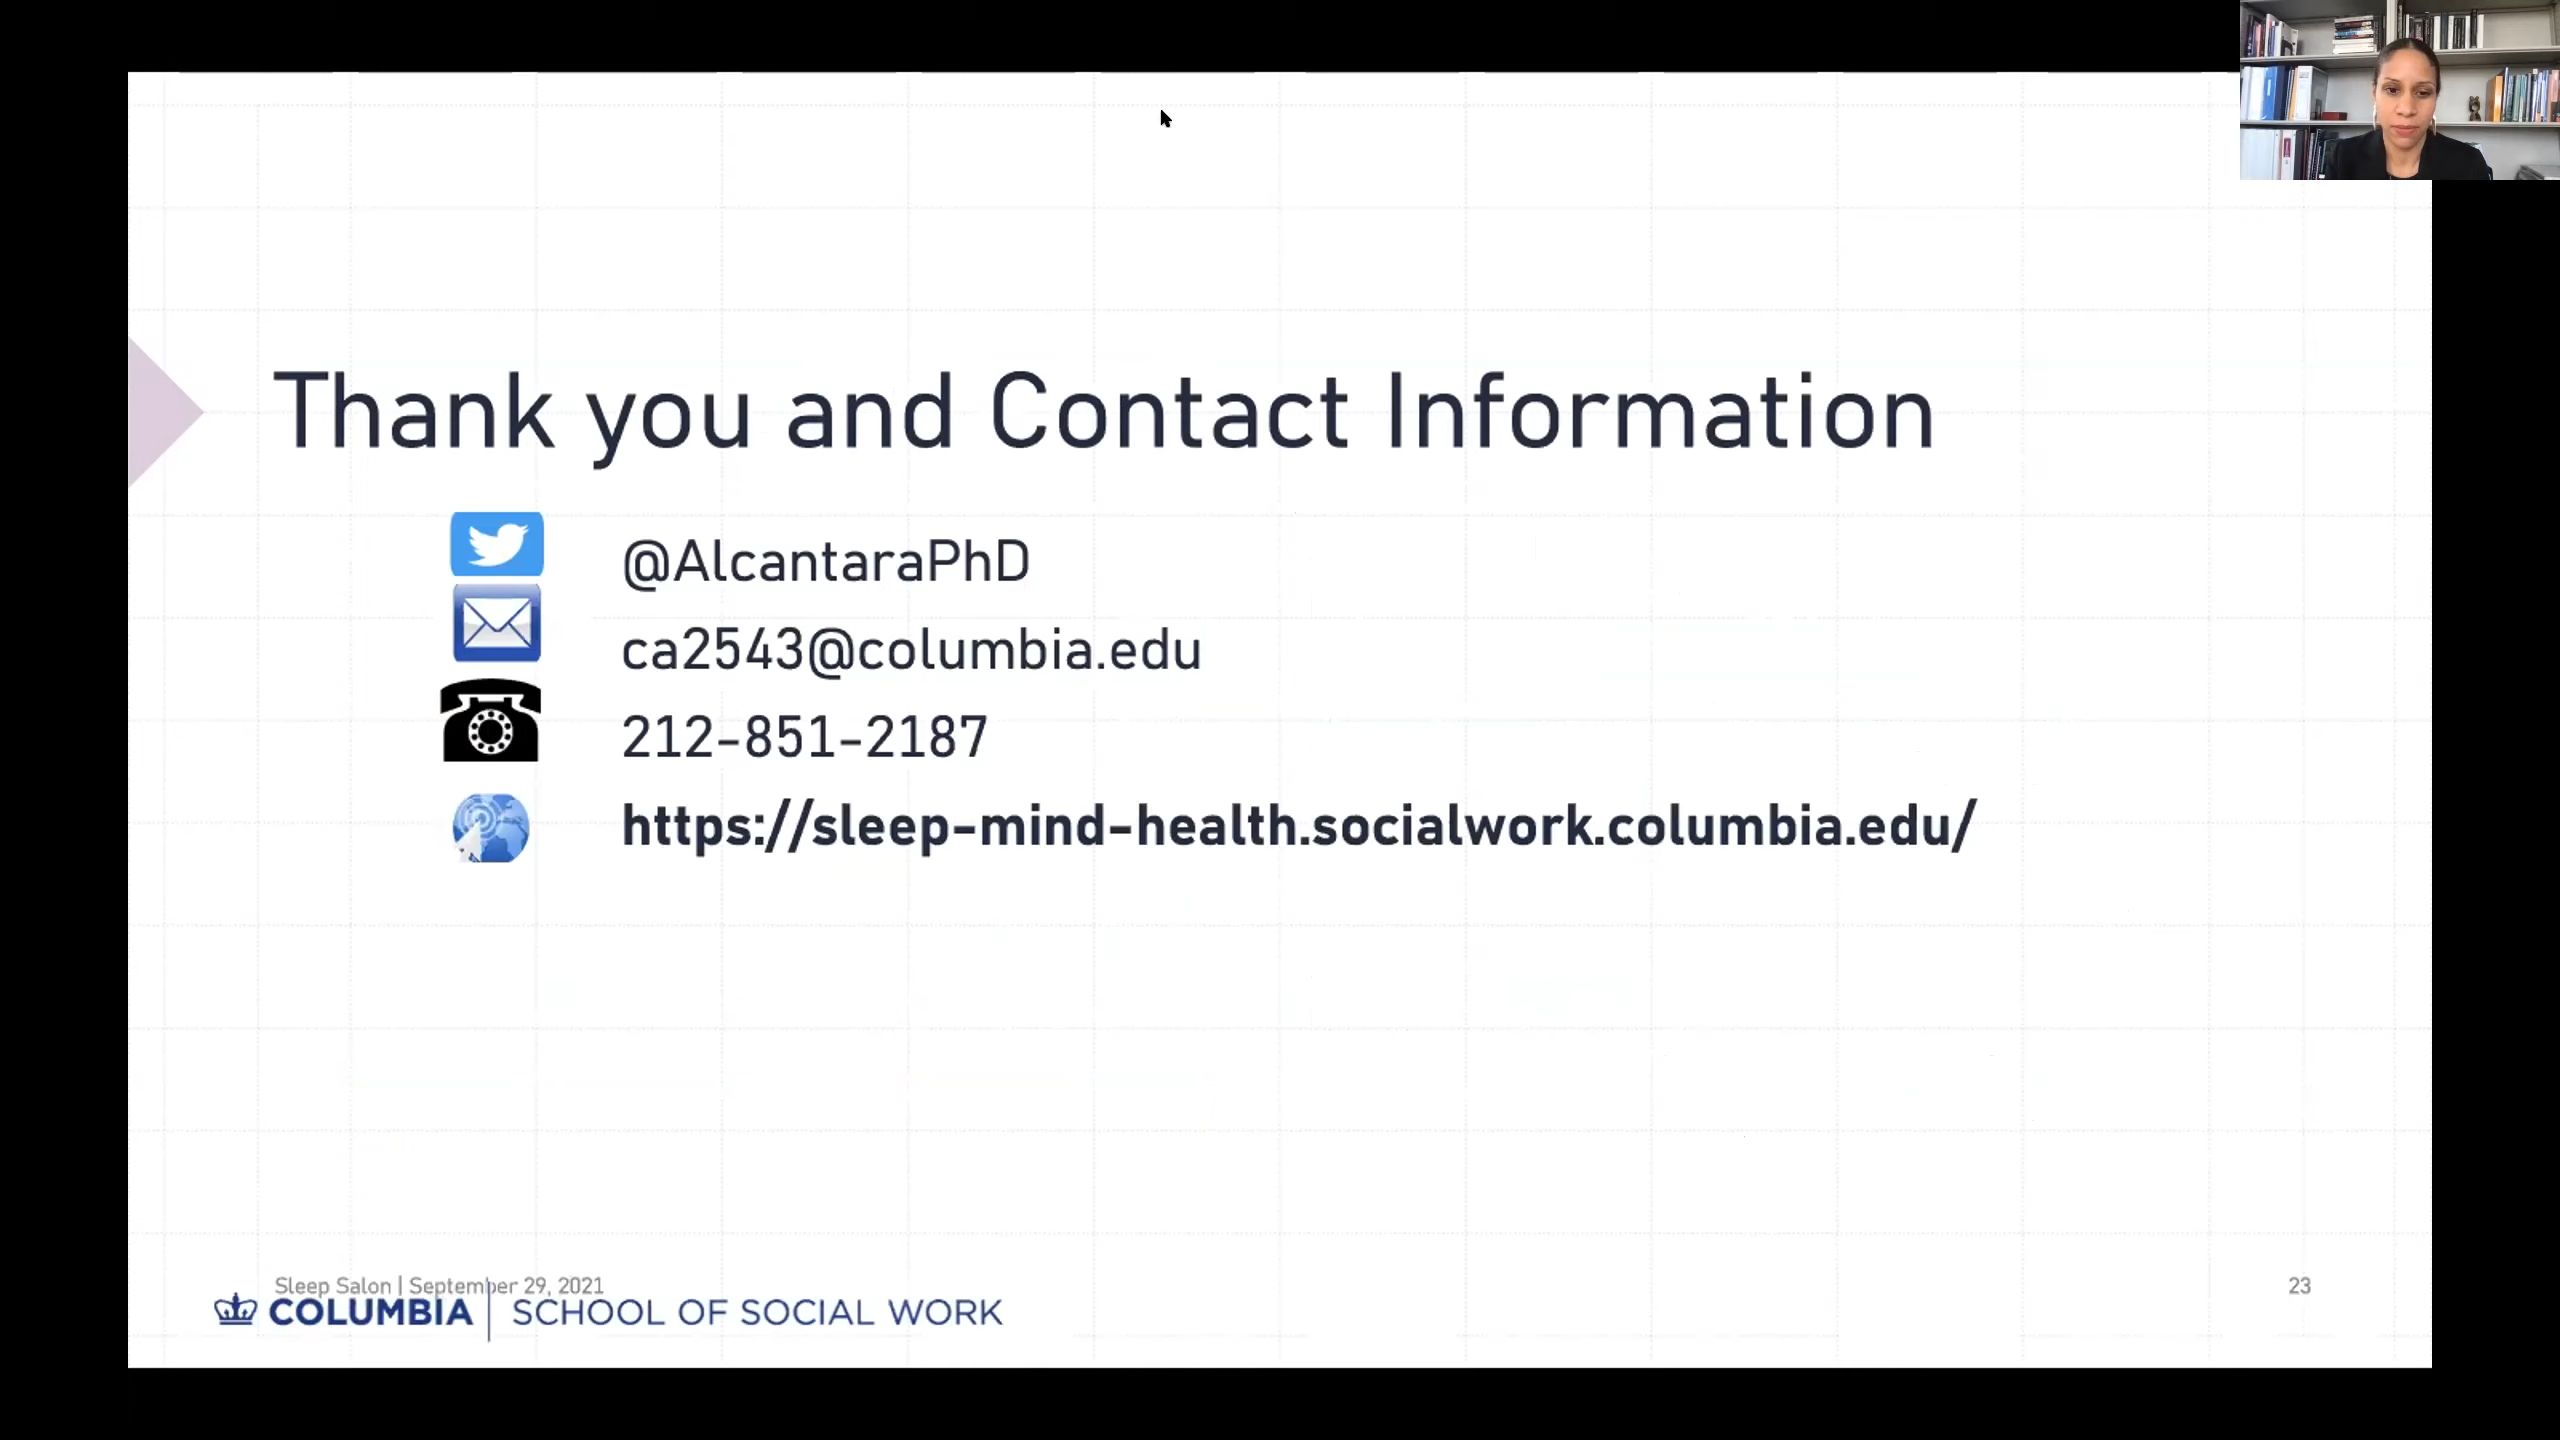 Thank you and Contact Information
@AlcantaraPhD
ca2543@columbia.edu
212-851-2187
https://sleep-mind-health.socialwork.columbia.edu/
Sleep Salon | September 29, 2021
23
COLUMBIA | SCHOOL OF SOCIAL WORK